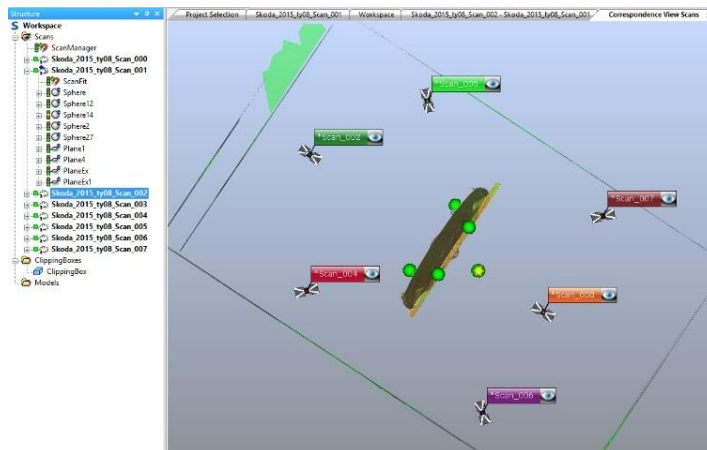 Structure
Workspace
Scans
ScanManager
Skoda_2015_ty08_Scan_000
Skoda_2015_ty08_Scan_001
ScanFit
Sphere
Sphere12
Sphere14
Sphere2
Sphere27
Plane1
Plane4
PlaneEx
PlaneEx1
Skoda_2015_ty08_Scan_002
Skoda_2015_ty08_Scan_003
Skoda_2015_ty08_Scan_004
Skoda_2015_ty08_Scan_005
Skoda_2015_ty08_Scan_006
Skoda_2015_ty08_Scan_007
ClippingBoxes
ClippingBox
Models
Project Selection
Skoda_2015_ty08_Scan_001
Workspace
Skoda_2015_ty08_Scan_002 - Skoda_2015_ty08_Scan_001
Correspondence View Scans
*Scan_005
*Scan_002
*Scan_007
*Scan_004
*Scan_006